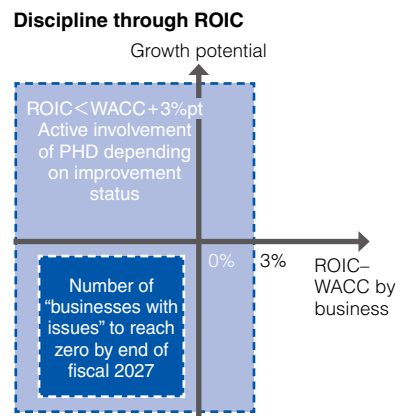 Discipline through ROIC
Growth potential
ROIC<WACC+3%pt
Active involvement
of PHD depending
on improvement
status
0%
3%
ROIC–
WACC by
business
Number of
“businesses with
issues” to reach
zero by end of
fiscal 2027